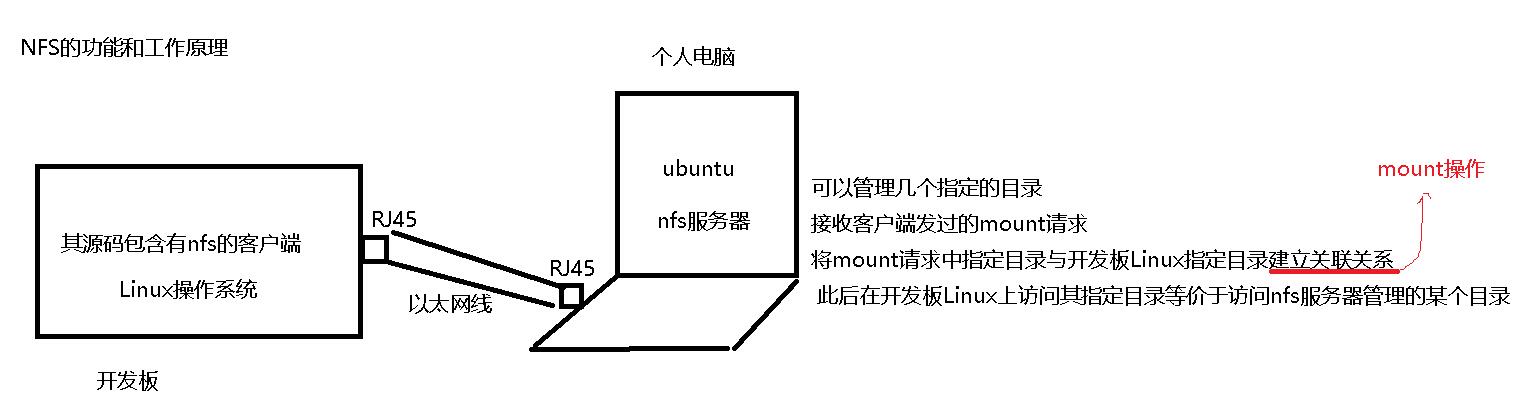 NFS的功能和工作原理
个人电脑
ubuntu
nfs服务器
可以管理几个指定的目录
接收客户端发过的mount请求
将mount请求中指定目录与开发板Linux指定目录建立关联关系
此后在开发板Linux上访问其指定目录等价于访问nfs服务器管理的某个目录
mount操作
RJ45
其源码包含有nfs的客户端
Linux操作系统
RJ45
以太网线
开发板